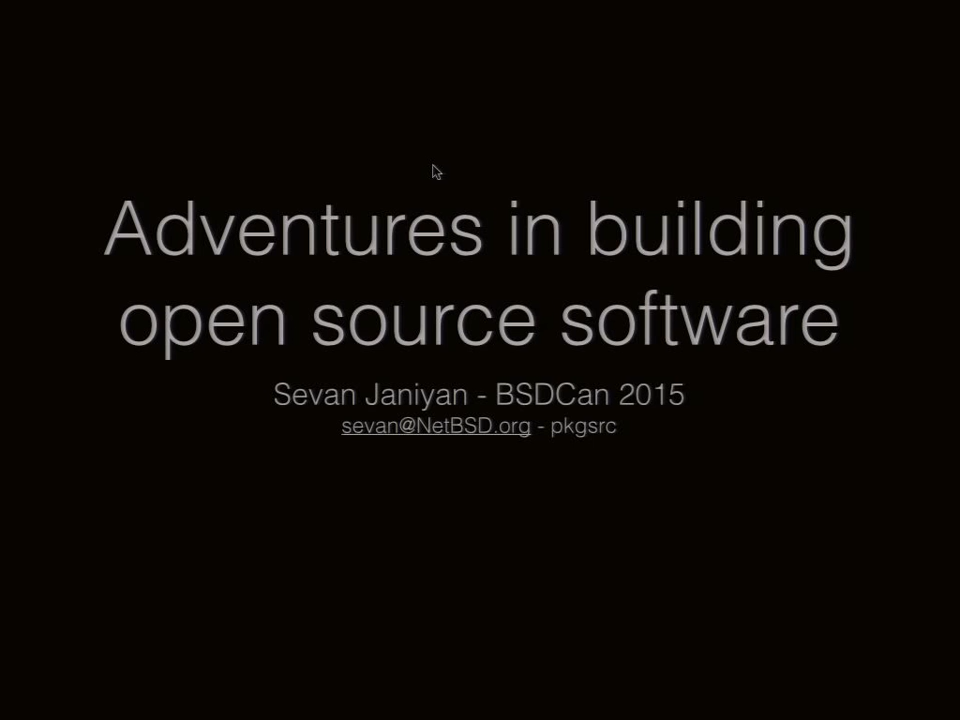 Adventures in building
open source software
Sevan Janiyan - BSDCan 2015
sevan@NetBSD.org - pkgsrc